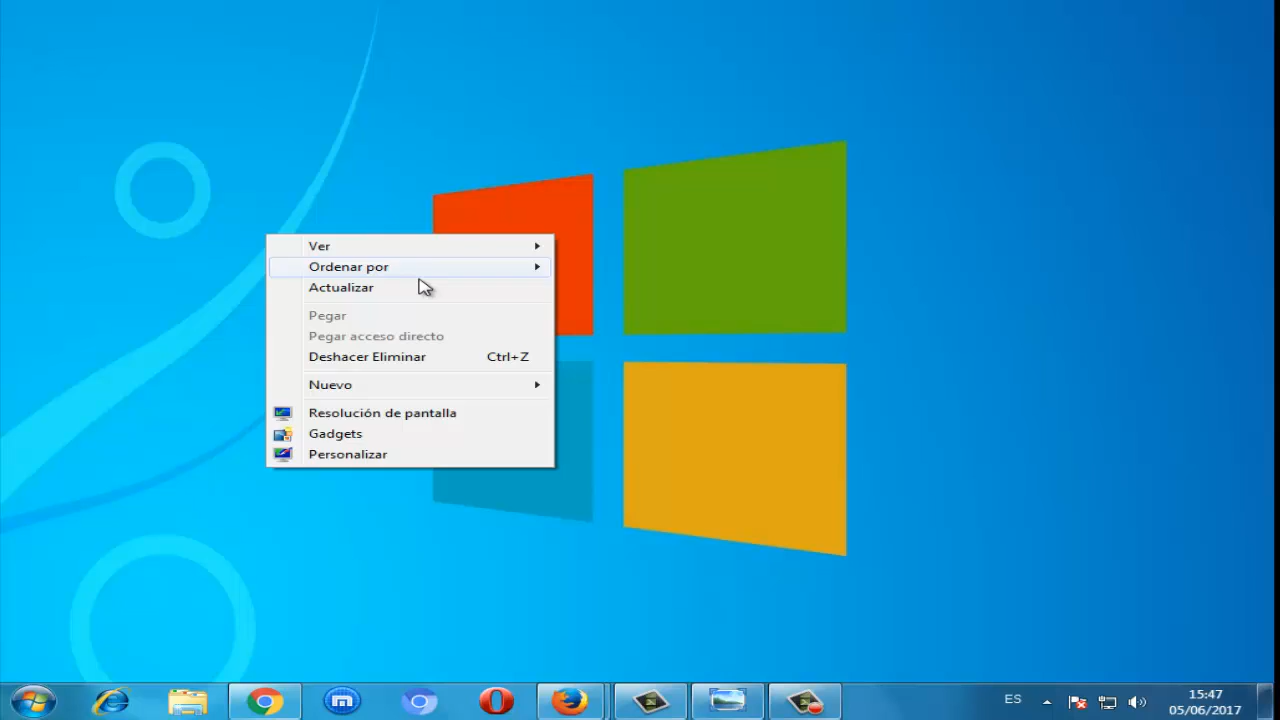 Ver
Ordenar por
Actualizar
Pegar
Pegar acceso directo
Deshacer Eliminar Ctrl+Z
Nuevo
Resolución de pantalla
Gadgets
Personalizar
ES
15:47
05/06/2017